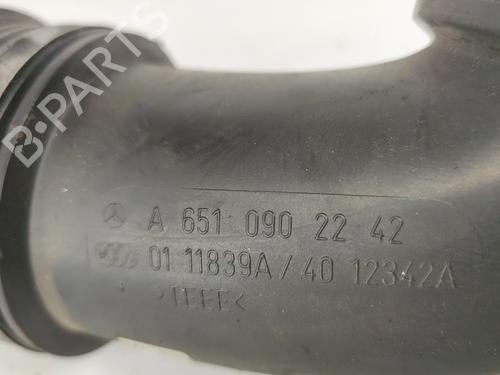 B-PARTS
A 651 090 22 42
01 11839A / 40 12342A
>TEEE<